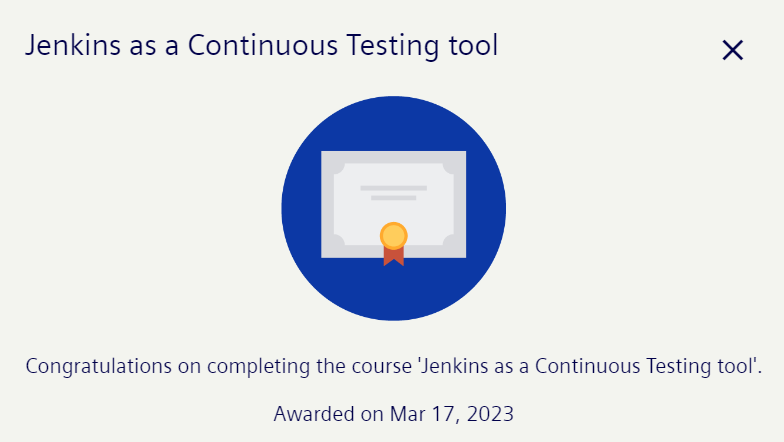 Jenkins as a Continuous Testing tool
Congratulations on completing the course 'Jenkins as a Continuous Testing tool'.
Awarded on Mar 17, 2023